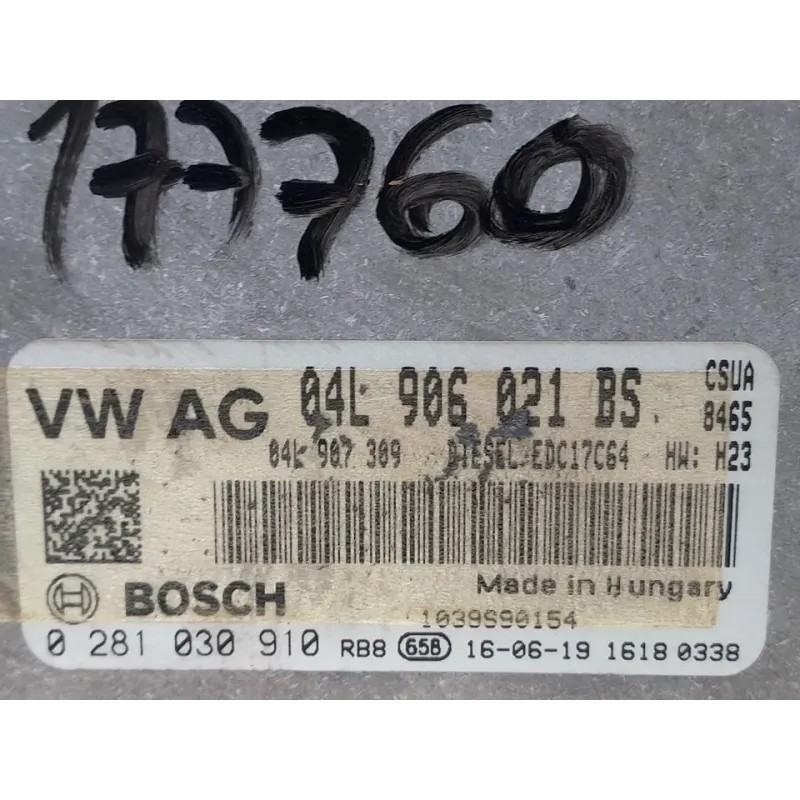 177760
VW AG 04L 906 021 BS CSUA
8465
04L 907 309 DIESEL EDC17C64 HW: H23
BOSCH Made in Hungary
1039S90154
0 281 030 910 RB8 65B 16-06-19 1618 0338